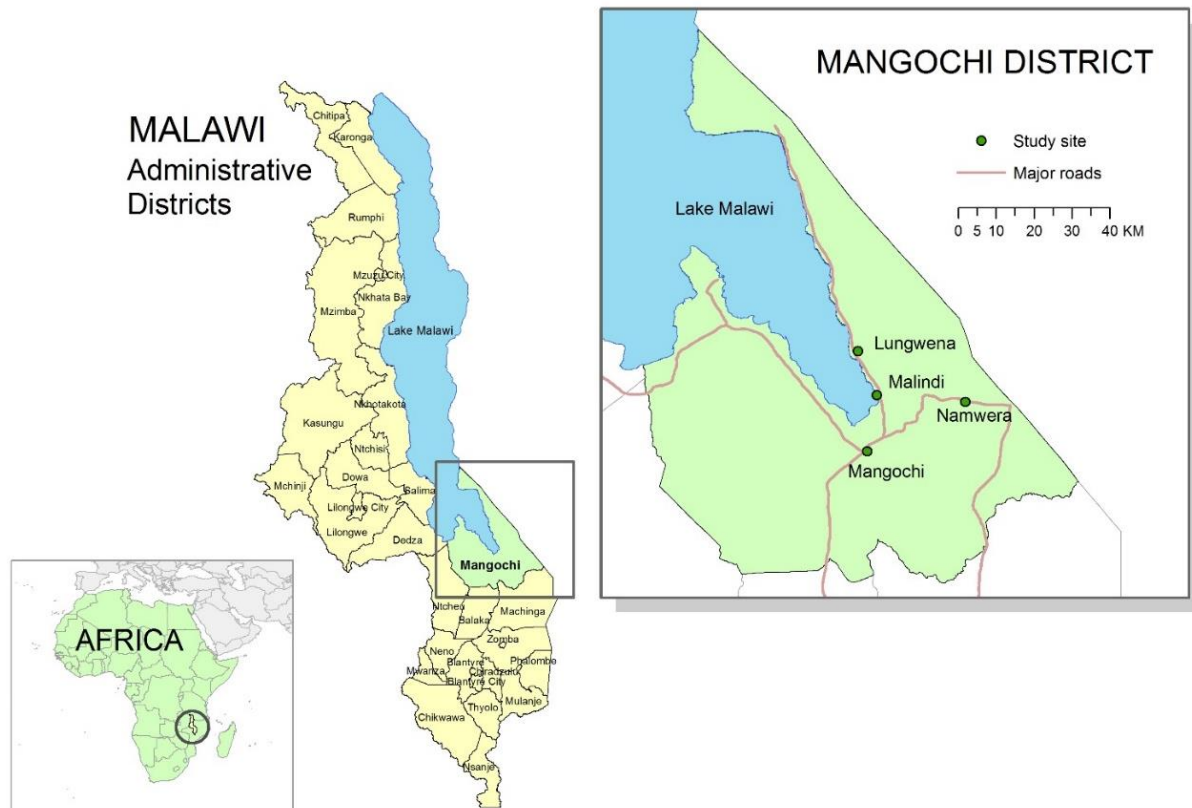 MALAWI
Administrative
Districts
Chitipa
Karonga
Rumphi
Mzuzu City
Nkhata Bay
Mzimba
Lake Malawi
Nkhotakota
Kasungu
Ntchisi
Mchinji
Dowa
Salima
Lilongwe City
Lilongwe
Dedza
Mangochi
Ntcheu
Balaka
Machinga
Zomba
Neno
Mwanza
Blantyre
Chiradzulu
Phalombe
Blantyre City
Mulanje
Thyolo
Chikwawa
Nsanje
AFRICA
MANGOCHI DISTRICT
Study site
Major roads
0 5 10 20 30 40 KM
Lake Malawi
Lungwena
Malindi
Namwera
Mangochi